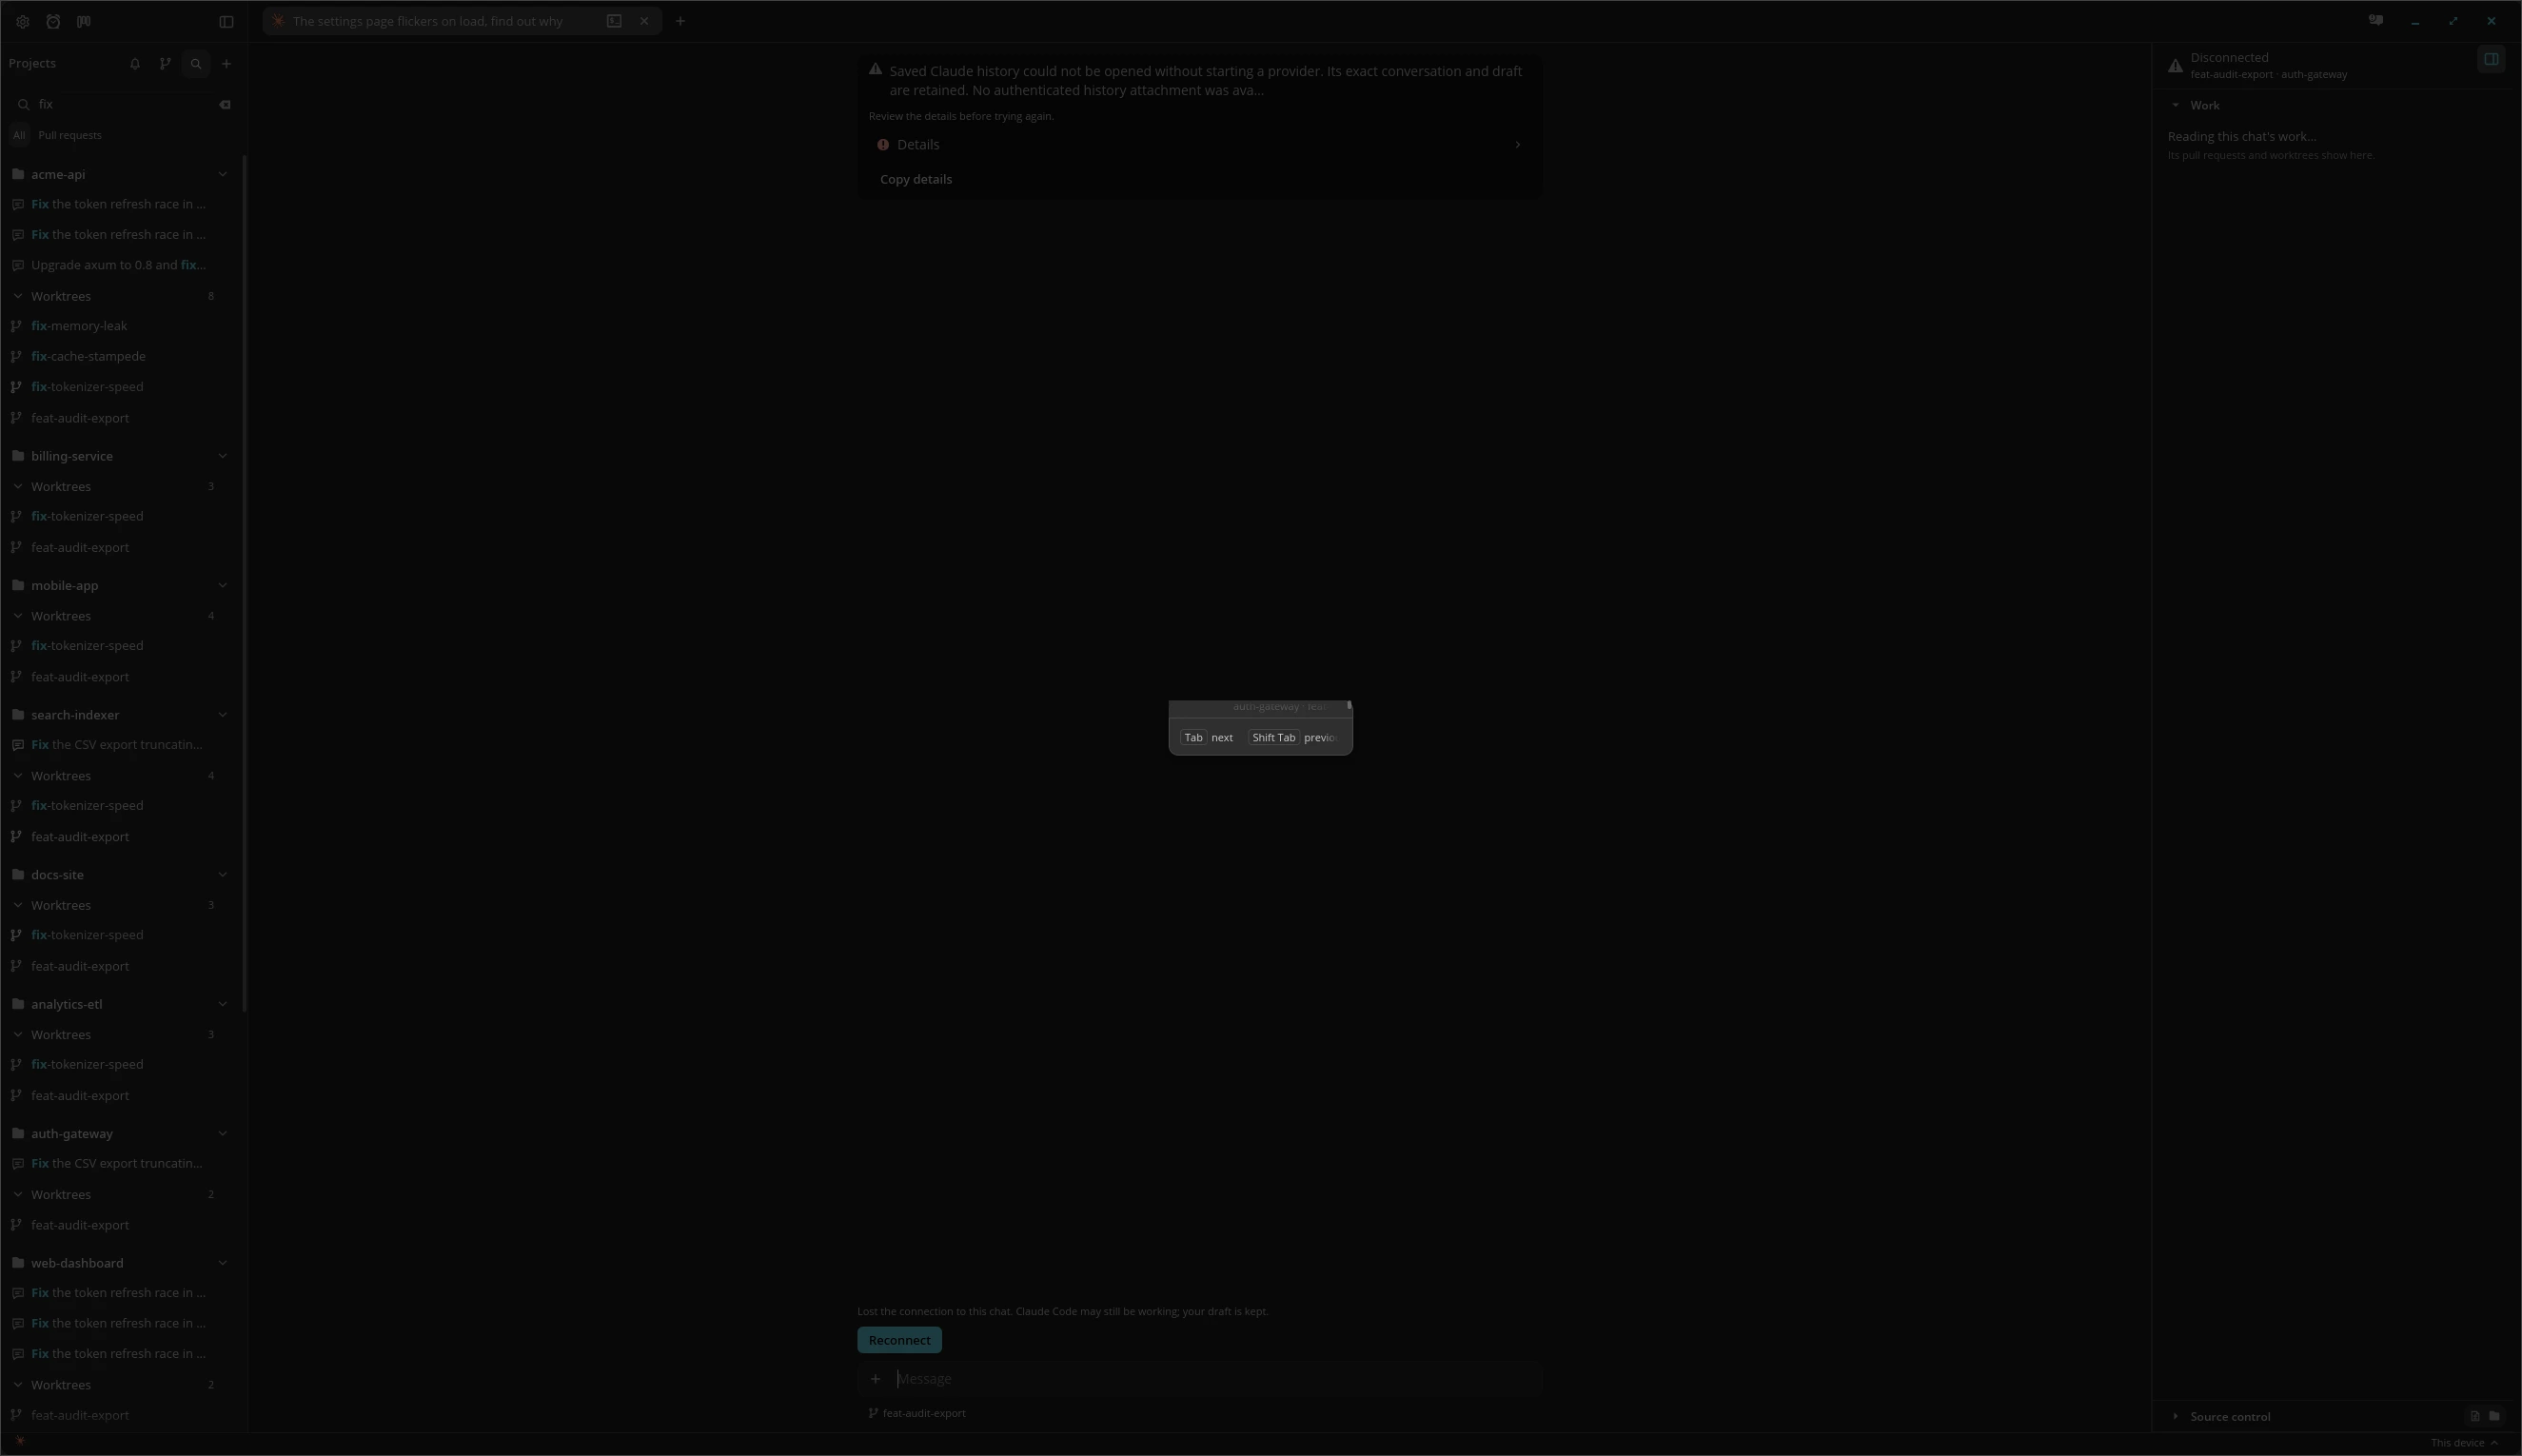 The settings page flickers on load, find out why
Projects
fix
All Pull requests
acme-api
Fix the token refresh race in ...
Fix the token refresh race in ...
Upgrade axum to 0.8 and fix...
Worktrees 8
fix-memory-leak
fix-cache-stampede
fix-tokenizer-speed
feat-audit-export
billing-service
Worktrees 3
fix-tokenizer-speed
feat-audit-export
mobile-app
Worktrees 4
fix-tokenizer-speed
feat-audit-export
search-indexer
Fix the CSV export truncatin...
Worktrees 4
fix-tokenizer-speed
feat-audit-export
docs-site
Worktrees 3
fix-tokenizer-speed
feat-audit-export
analytics-etl
Worktrees 3
fix-tokenizer-speed
feat-audit-export
auth-gateway
Fix the CSV export truncatin...
Worktrees 2
feat-audit-export
web-dashboard
Fix the token refresh race in ...
Fix the token refresh race in ...
Fix the token refresh race in ...
Worktrees 2
feat-audit-export
Saved Claude history could not be opened without starting a provider. Its exact conversation and draft
are retained. No authenticated history attachment was ava...
Review the details before trying again.
Details
Copy details
auth-gateway · fea
Tab next Shift Tab previo
Lost the connection to this chat. Claude Code may still be working; your draft is kept.
Reconnect
Message
feat-audit-export
Disconnected
feat-audit-export · auth-gateway
Work
Reading this chat's work...
Its pull requests and worktrees show here.
Source control
This device